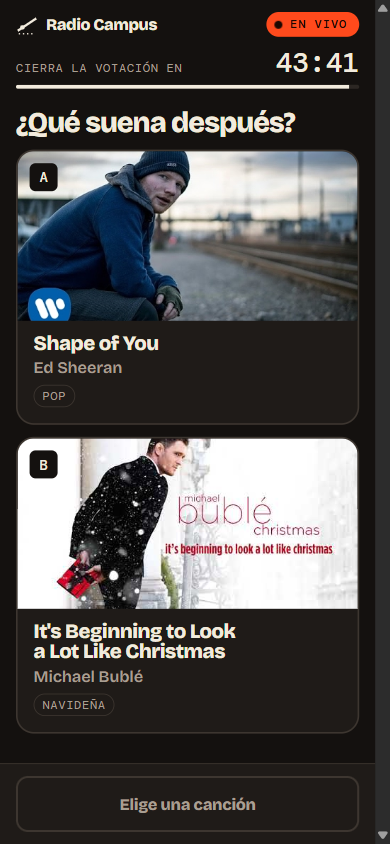 Radio Campus
EN VIVO
CIERRA LA VOTACIÓN EN
43:41
¿Qué suena después?
A
Shape of You
Ed Sheeran
POP
B
michael
bublé
christmas
it's beginning to look a lot like christmas
It's Beginning to Look
a Lot Like Christmas
Michael Bublé
NAVIDEÑA
Elige una canción